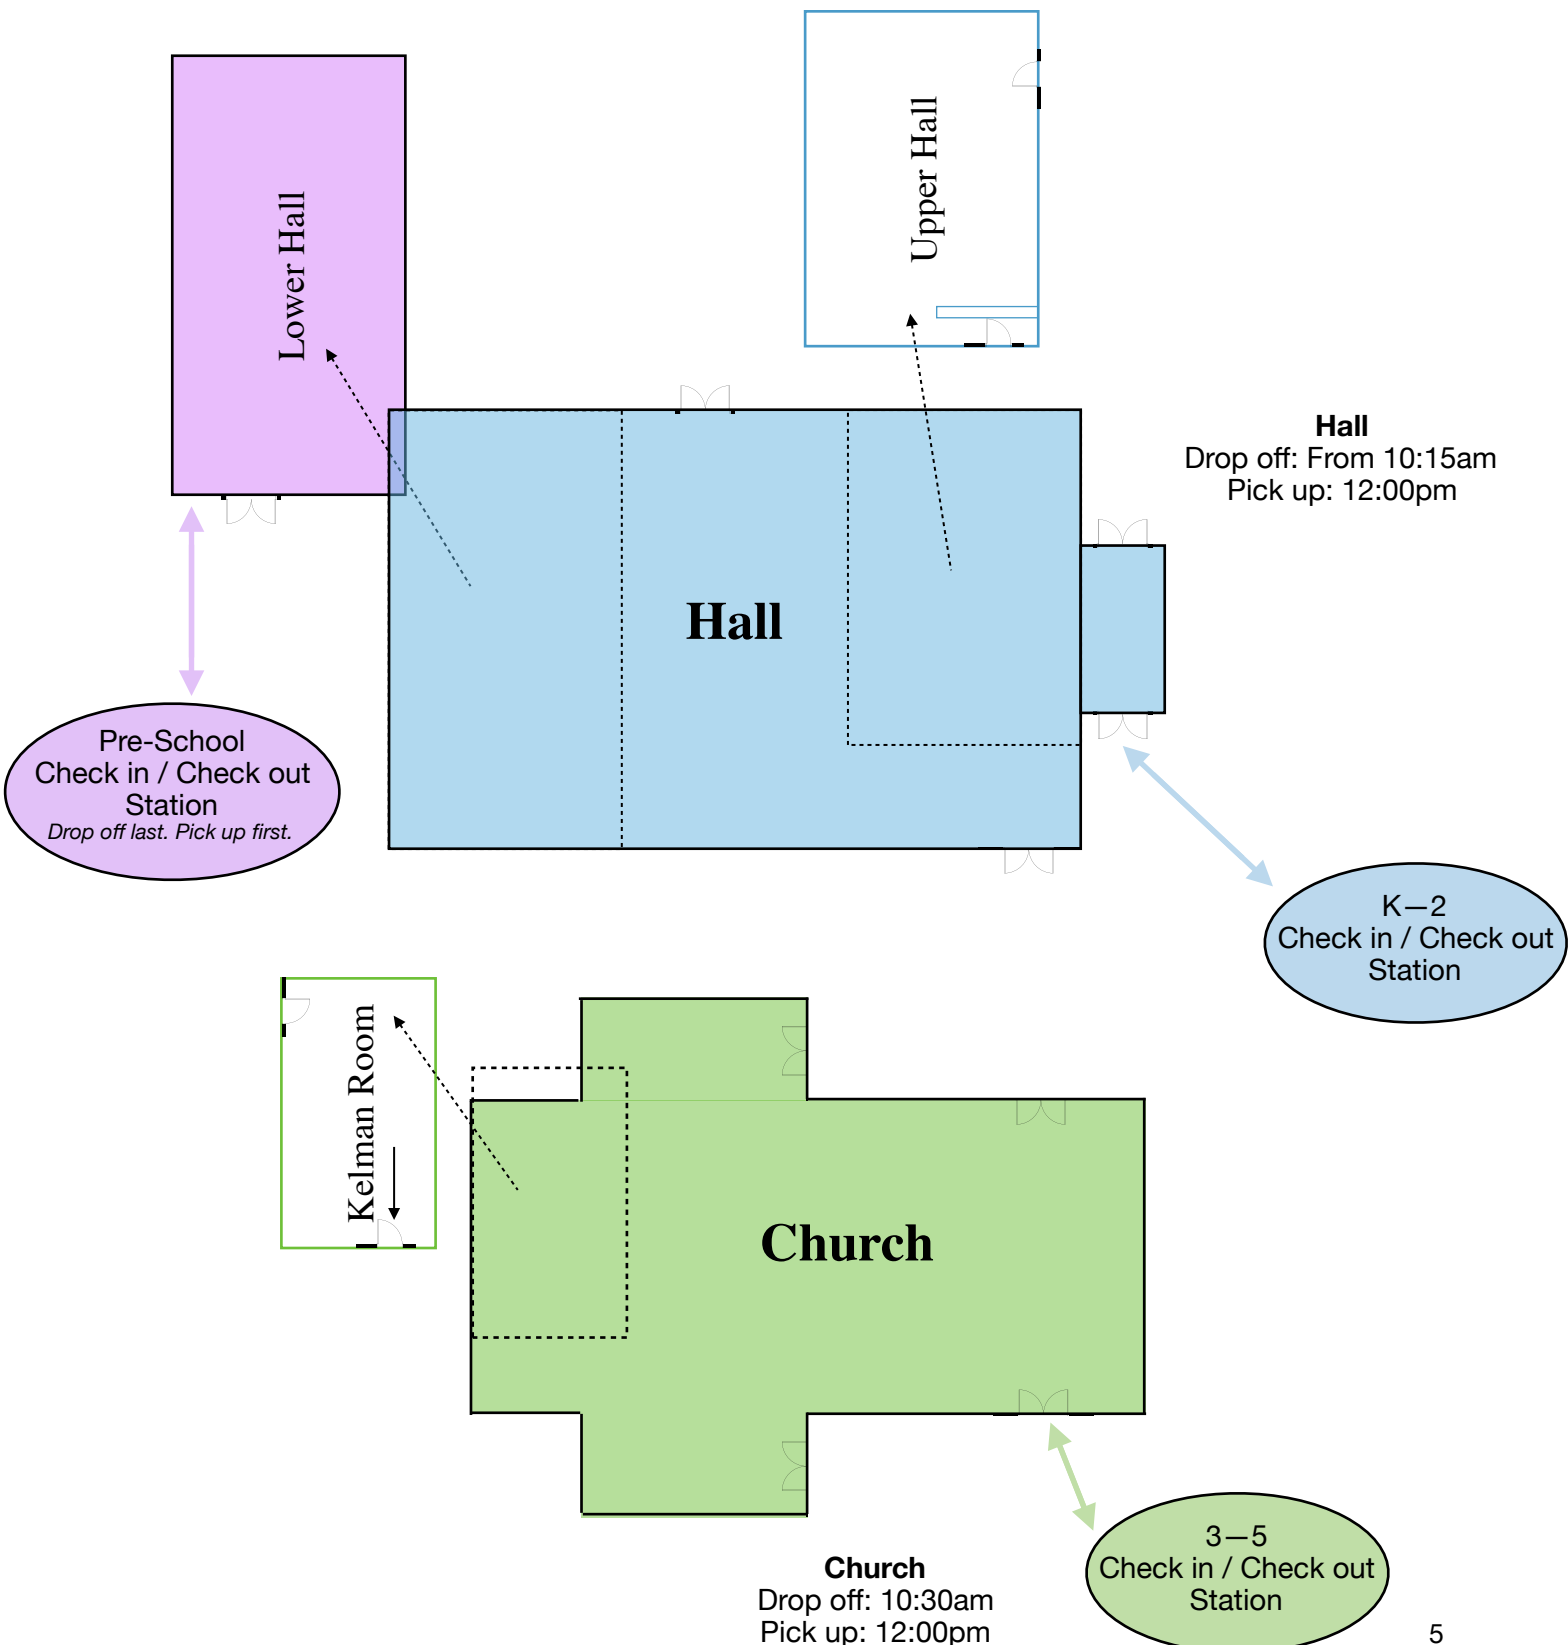 Lower Hall
Upper Hall
Hall
Drop off: From 10:15am
Pick up: 12:00pm
Hall
Pre-School
Check in / Check out
Station
Drop off last. Pick up first.
K—2
Check in / Check out
Station
Kelman Room
Church
3—5
Check in / Check out
Station
Church
Drop off: 10:30am
Pick up: 12:00pm
5